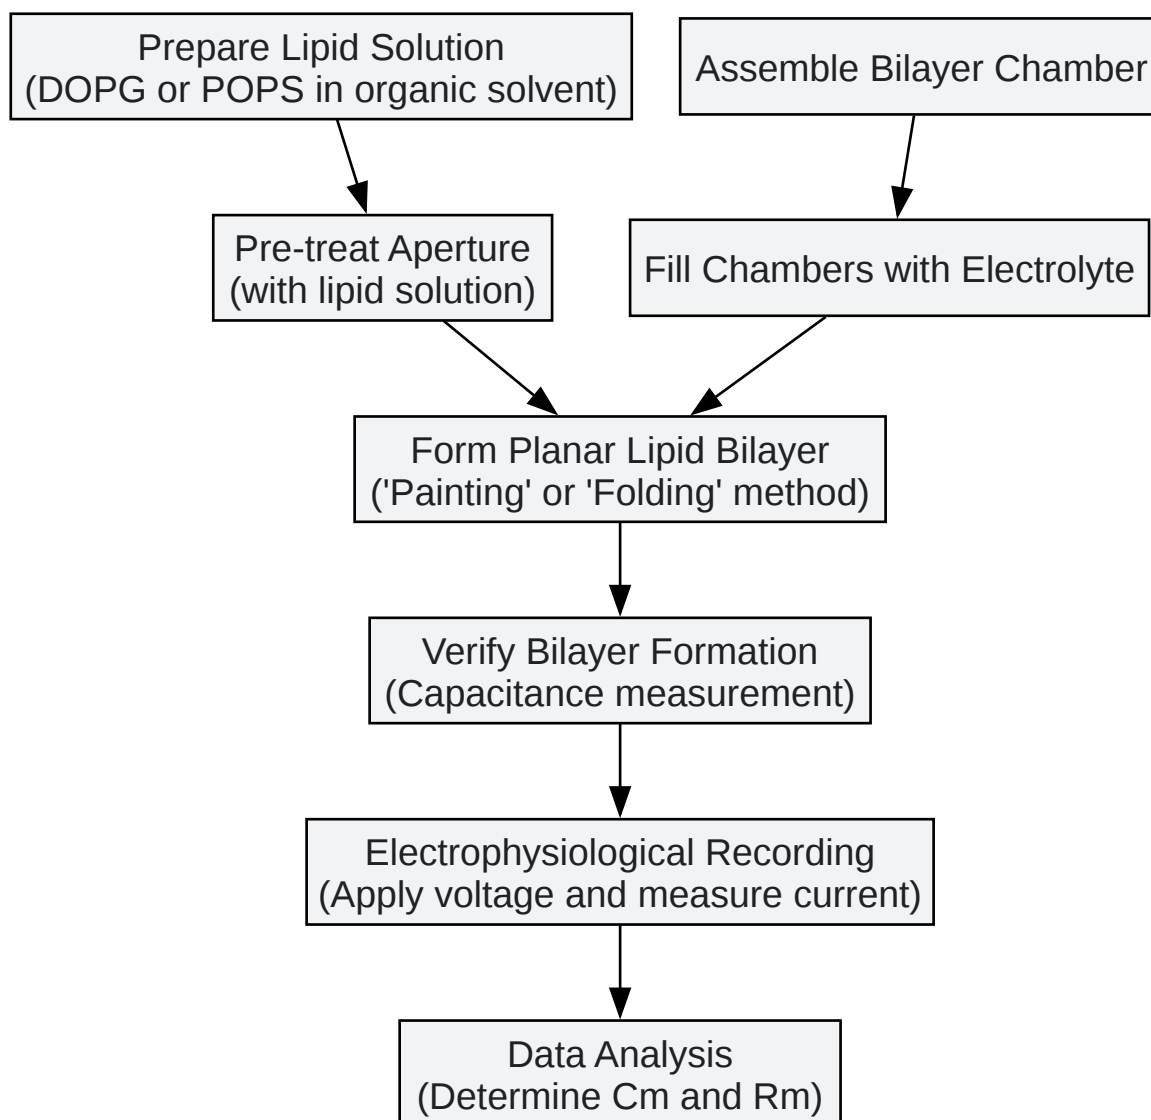 Prepare Lipid Solution
(DOPG or POPS in organic solvent)
Assemble Bilayer Chamber
Pre-treat Aperture
(with lipid solution)
Fill Chambers with Electrolyte
Form Planar Lipid Bilayer
('Painting' or 'Folding' method)
Verify Bilayer Formation
(Capacitance measurement)
Electrophysiological Recording
(Apply voltage and measure current)
Data Analysis
(Determine Cm and Rm)